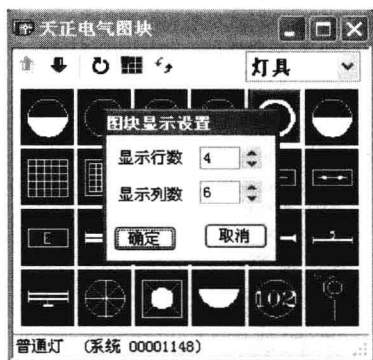 天正电气图块
灯具
图块显示设置
显示行数 4
显示列数 6
确定 取消
E
102
普通灯 (系统 00001148)